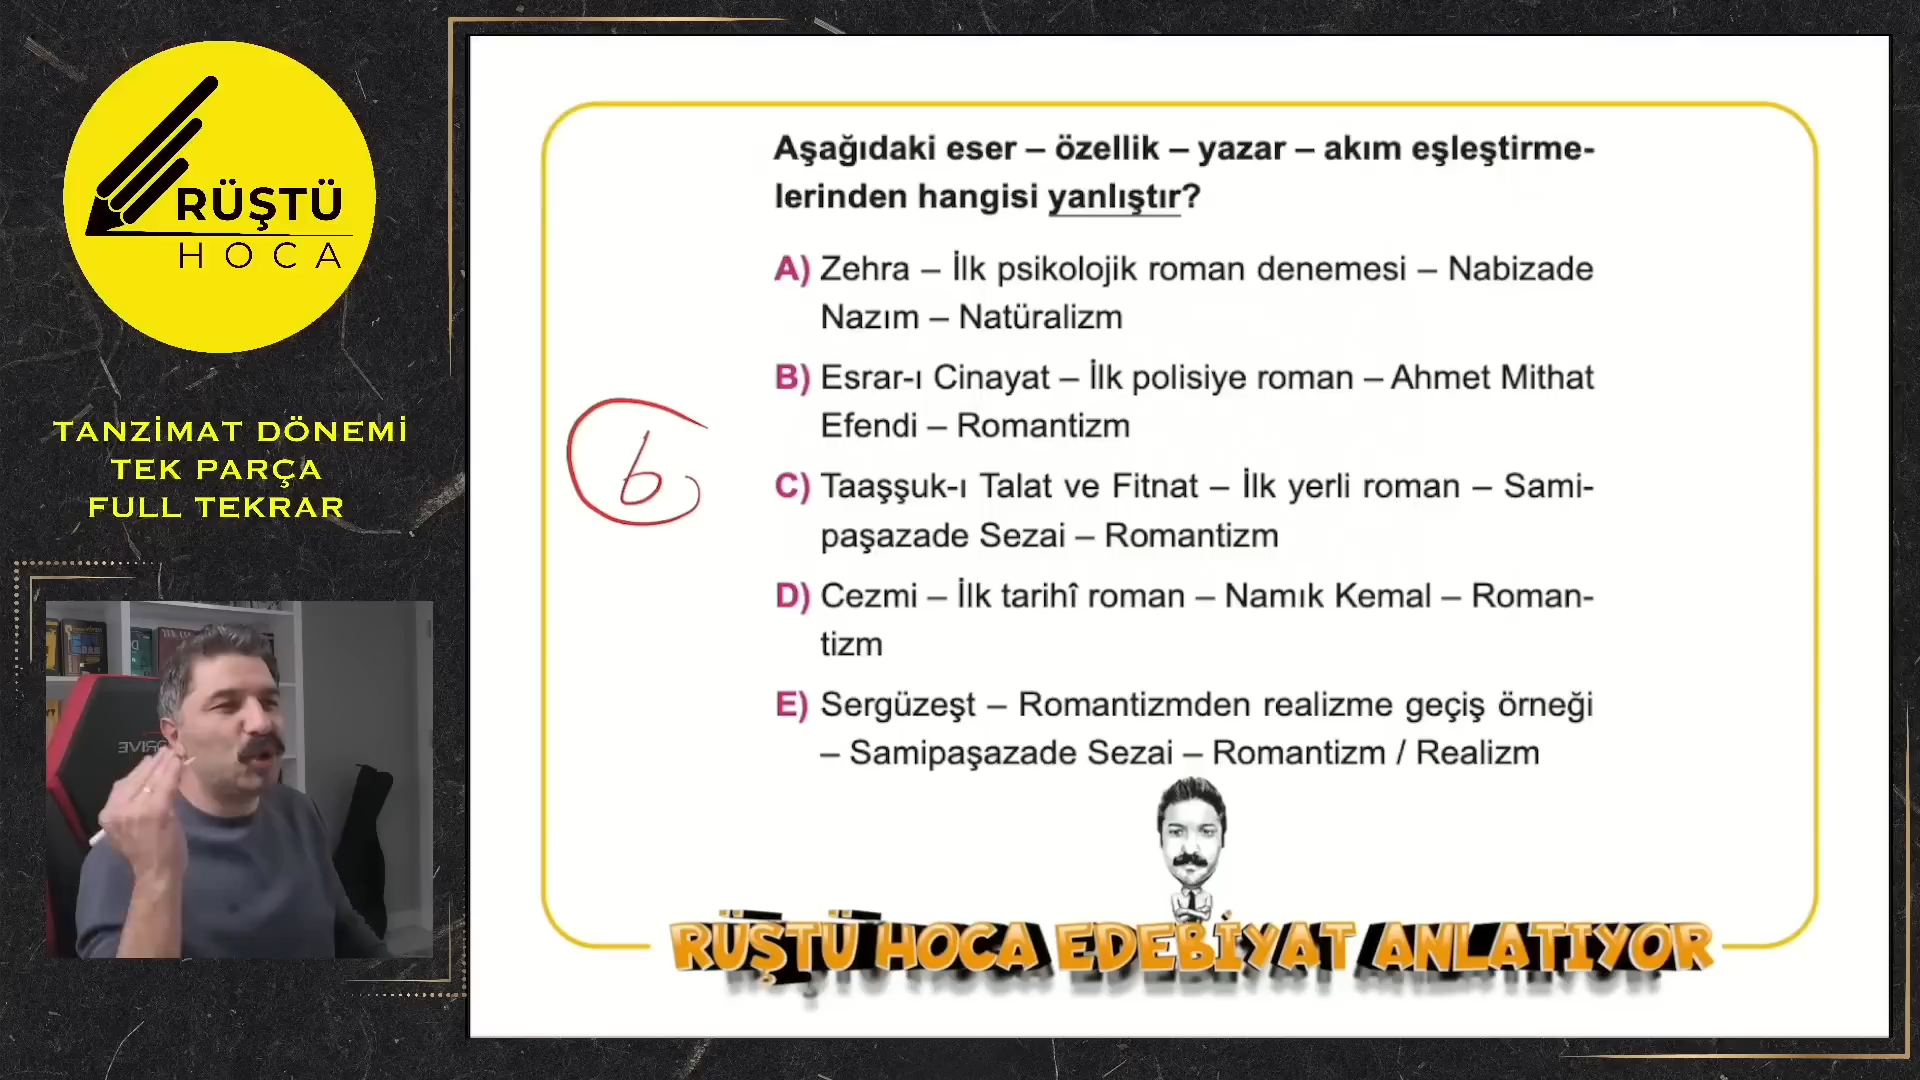 RÜŞTÜ
HOCA
TANZİMAT DÖNEMİ
TEK PARÇA
FULL TEKRAR
DRIVE
Aşağıdaki eser – özellik – yazar – akım eşleştirme-
lerinden hangisi yanlıştır?
A) Zehra – İlk psikolojik roman denemesi – Nabizade
Nazım – Natüralizm
B) Esrar-ı Cinayat – İlk polisiye roman – Ahmet Mithat
Efendi – Romantizm
6
C) Taaşşuk-ı Talat ve Fitnat – İlk yerli roman – Sami-
paşazade Sezai – Romantizm
D) Cezmi – İlk tarihî roman – Namık Kemal – Roman-
tizm
E) Sergüzeşt – Romantizmden realizme geçiş örneği
– Samipaşazade Sezai – Romantizm / Realizm
RÜŞTÜ HOCA EDEBİYAT ANLATIYOR